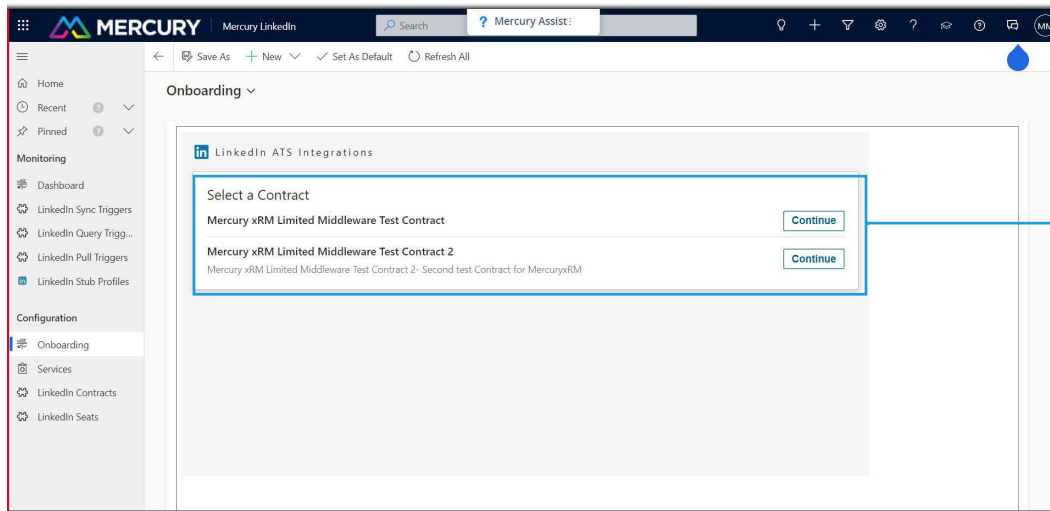 MERCURY
Mercury LinkedIn
Search
? Mercury Assist
MM
Save As
New
Set As Default
Refresh All
Home
Recent
Pinned
Monitoring
Dashboard
LinkedIn Sync Triggers
LinkedIn Query Trigg...
LinkedIn Pull Triggers
LinkedIn Stub Profiles
Configuration
Onboarding
Services
LinkedIn Contracts
LinkedIn Seats
Onboarding
in LinkedIn ATS Integrations
Select a Contract
Mercury xRM Limited Middleware Test Contract
Continue
Mercury xRM Limited Middleware Test Contract 2
Mercury xRM Limited Middleware Test Contract 2- Second test Contract for MercuryxRM
Continue